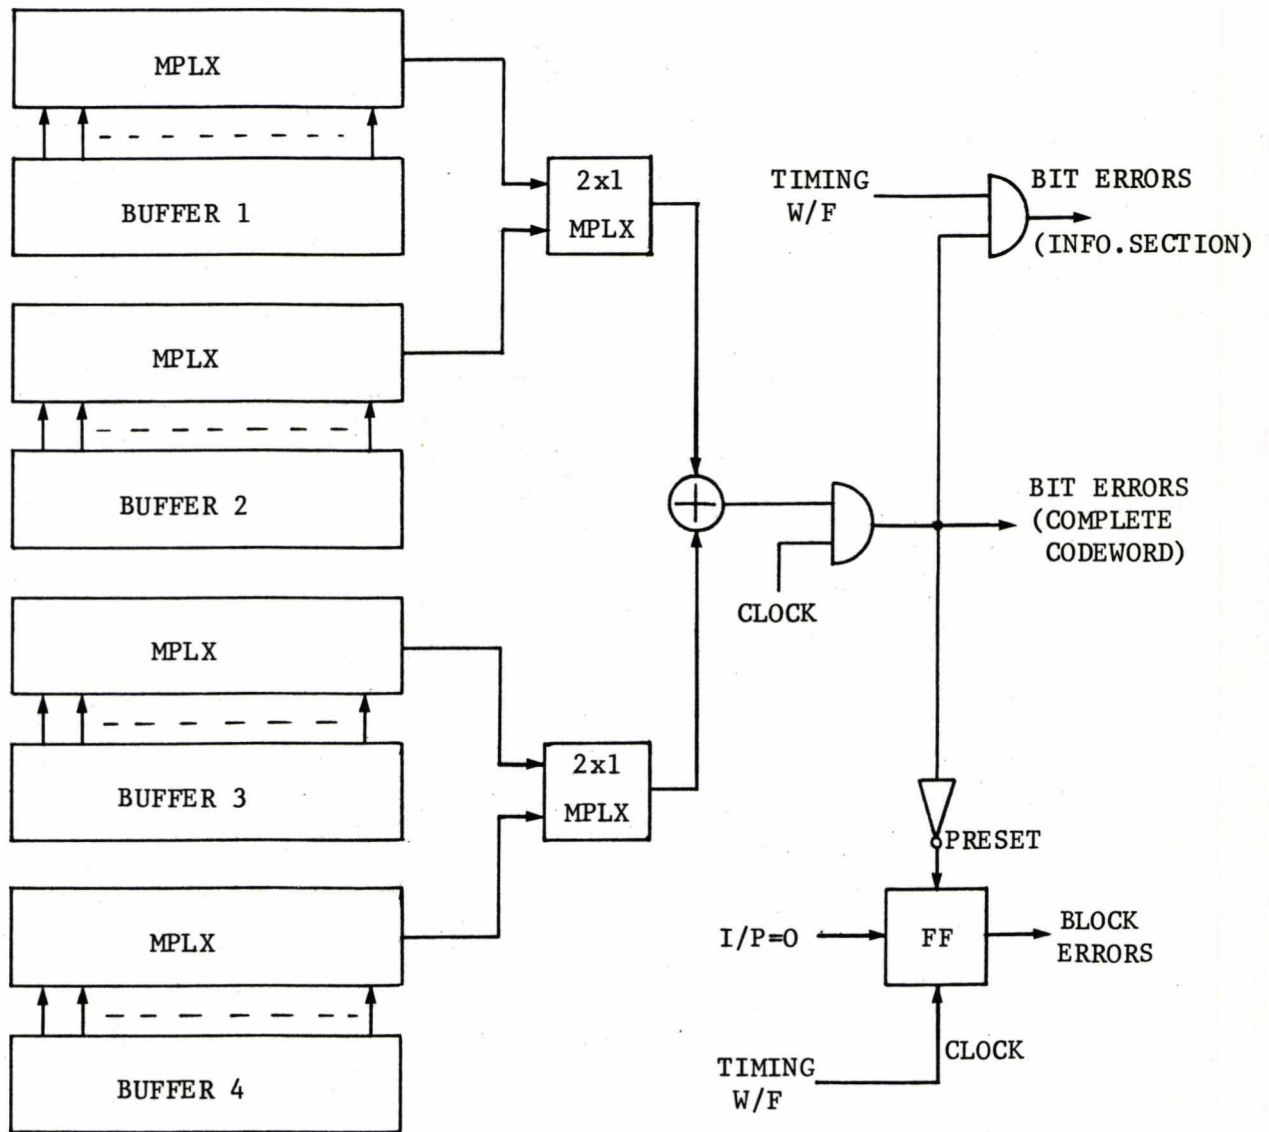 MPLX
BUFFER 1
MPLX
BUFFER 2
MPLX
BUFFER 3
MPLX
BUFFER 4
2x1
MPLX
2x1
MPLX
TIMING
W/F
BIT ERRORS
(INFO.SECTION)
BIT ERRORS
(COMPLETE
CODEWORD)
CLOCK
PRESET
I/P=0
FF
BLOCK
ERRORS
CLOCK
TIMING
W/F